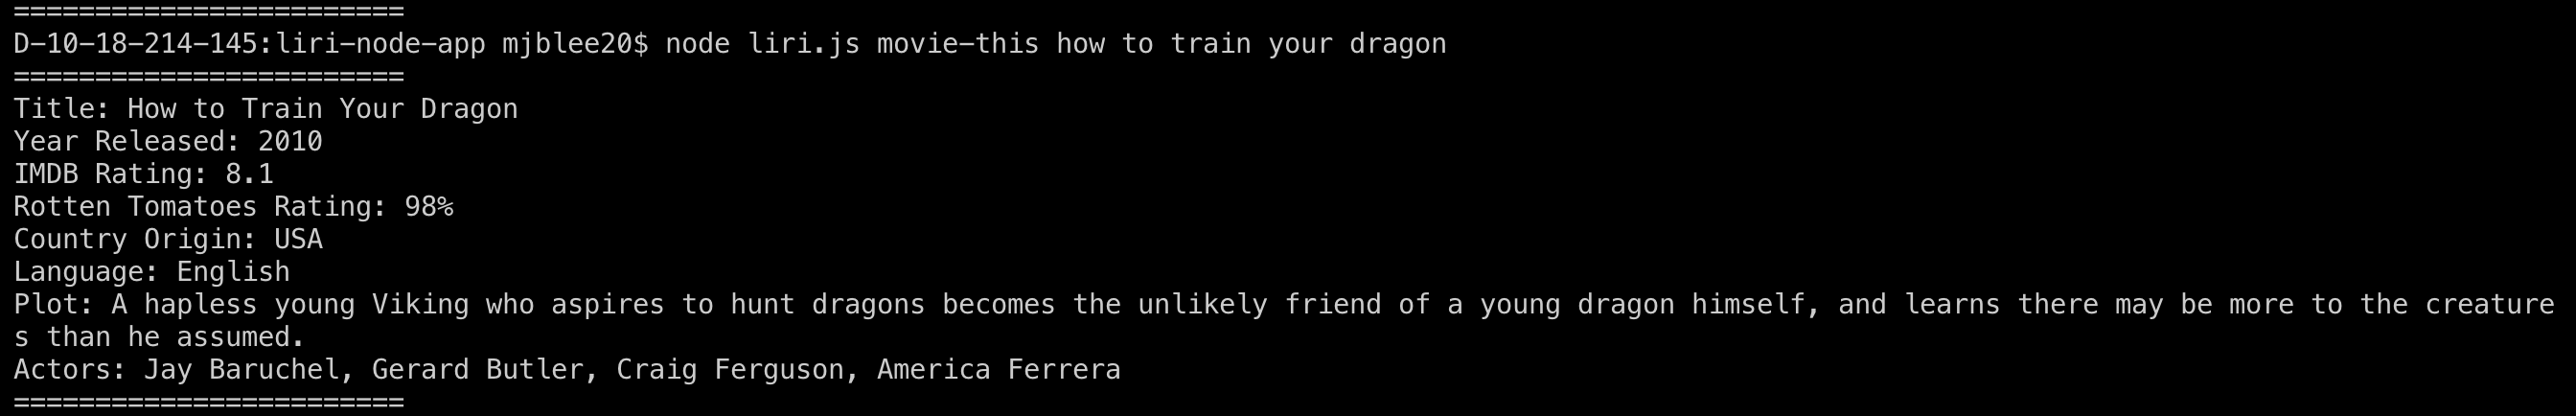 ========================
D-10-18-214-145:liri-node-app mjblee20$ node liri.js movie-this how to train your dragon
========================
Title: How to Train Your Dragon
Year Released: 2010
IMDB Rating: 8.1
Rotten Tomatoes Rating: 98%
Country Origin: USA
Language: English
Plot: A hapless young Viking who aspires to hunt dragons becomes the unlikely friend of a young dragon himself, and learns there may be more to the creature
s than he assumed.
Actors: Jay Baruchel, Gerard Butler, Craig Ferguson, America Ferrera
========================